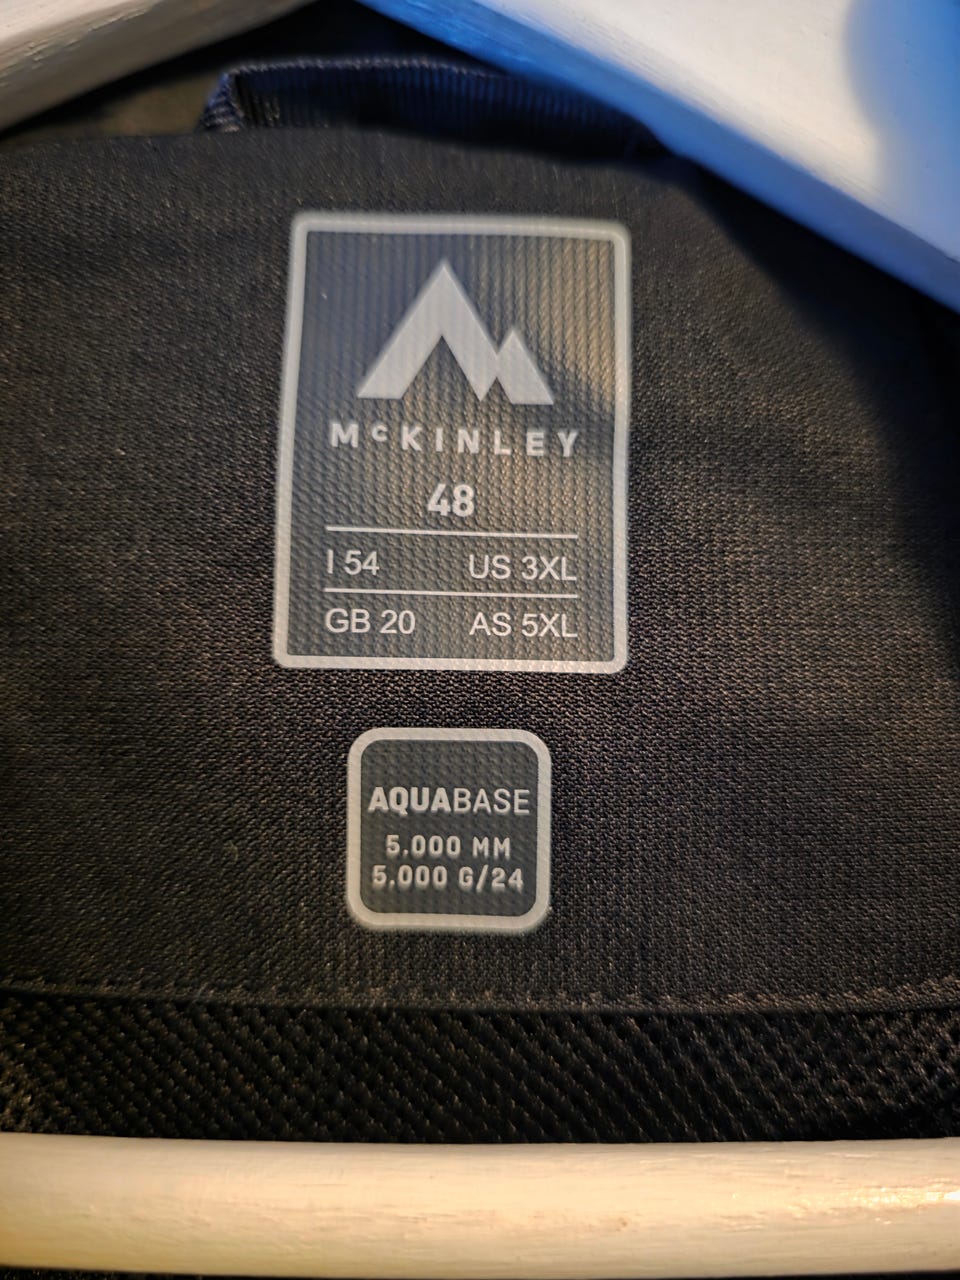 McKINLEY
48
I 54 US 3XL
GB 20 AS 5XL
AQUABASE
5.000 MM
5.000 G/24